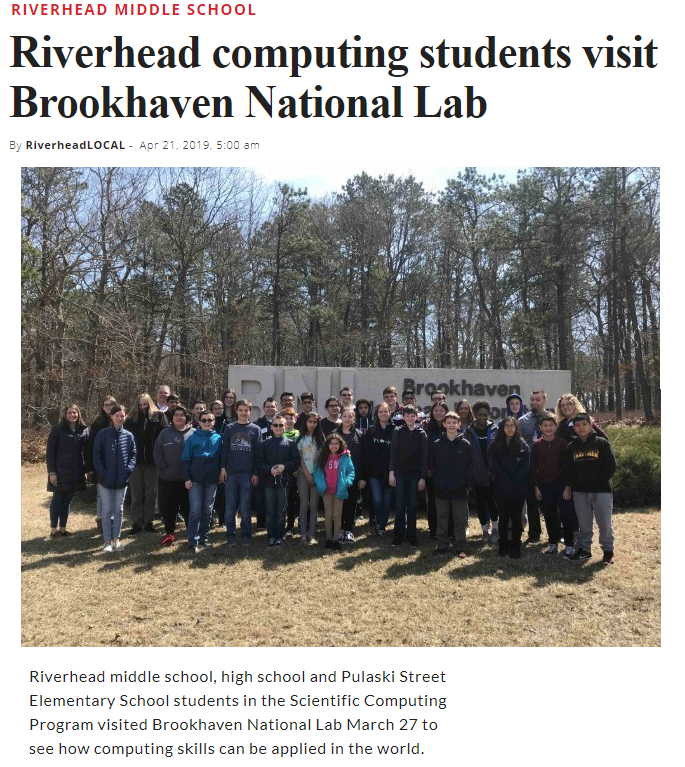 RIVERHEAD MIDDLE SCHOOL
Riverhead computing students visit
Brookhaven National Lab
By RiverheadLOCAL - Apr 21, 2019, 5:00 am
BNL
Brookhaven
Riverhead middle school, high school and Pulaski Street
Elementary School students in the Scientific Computing
Program visited Brookhaven National Lab March 27 to
see how computing skills can be applied in the world.